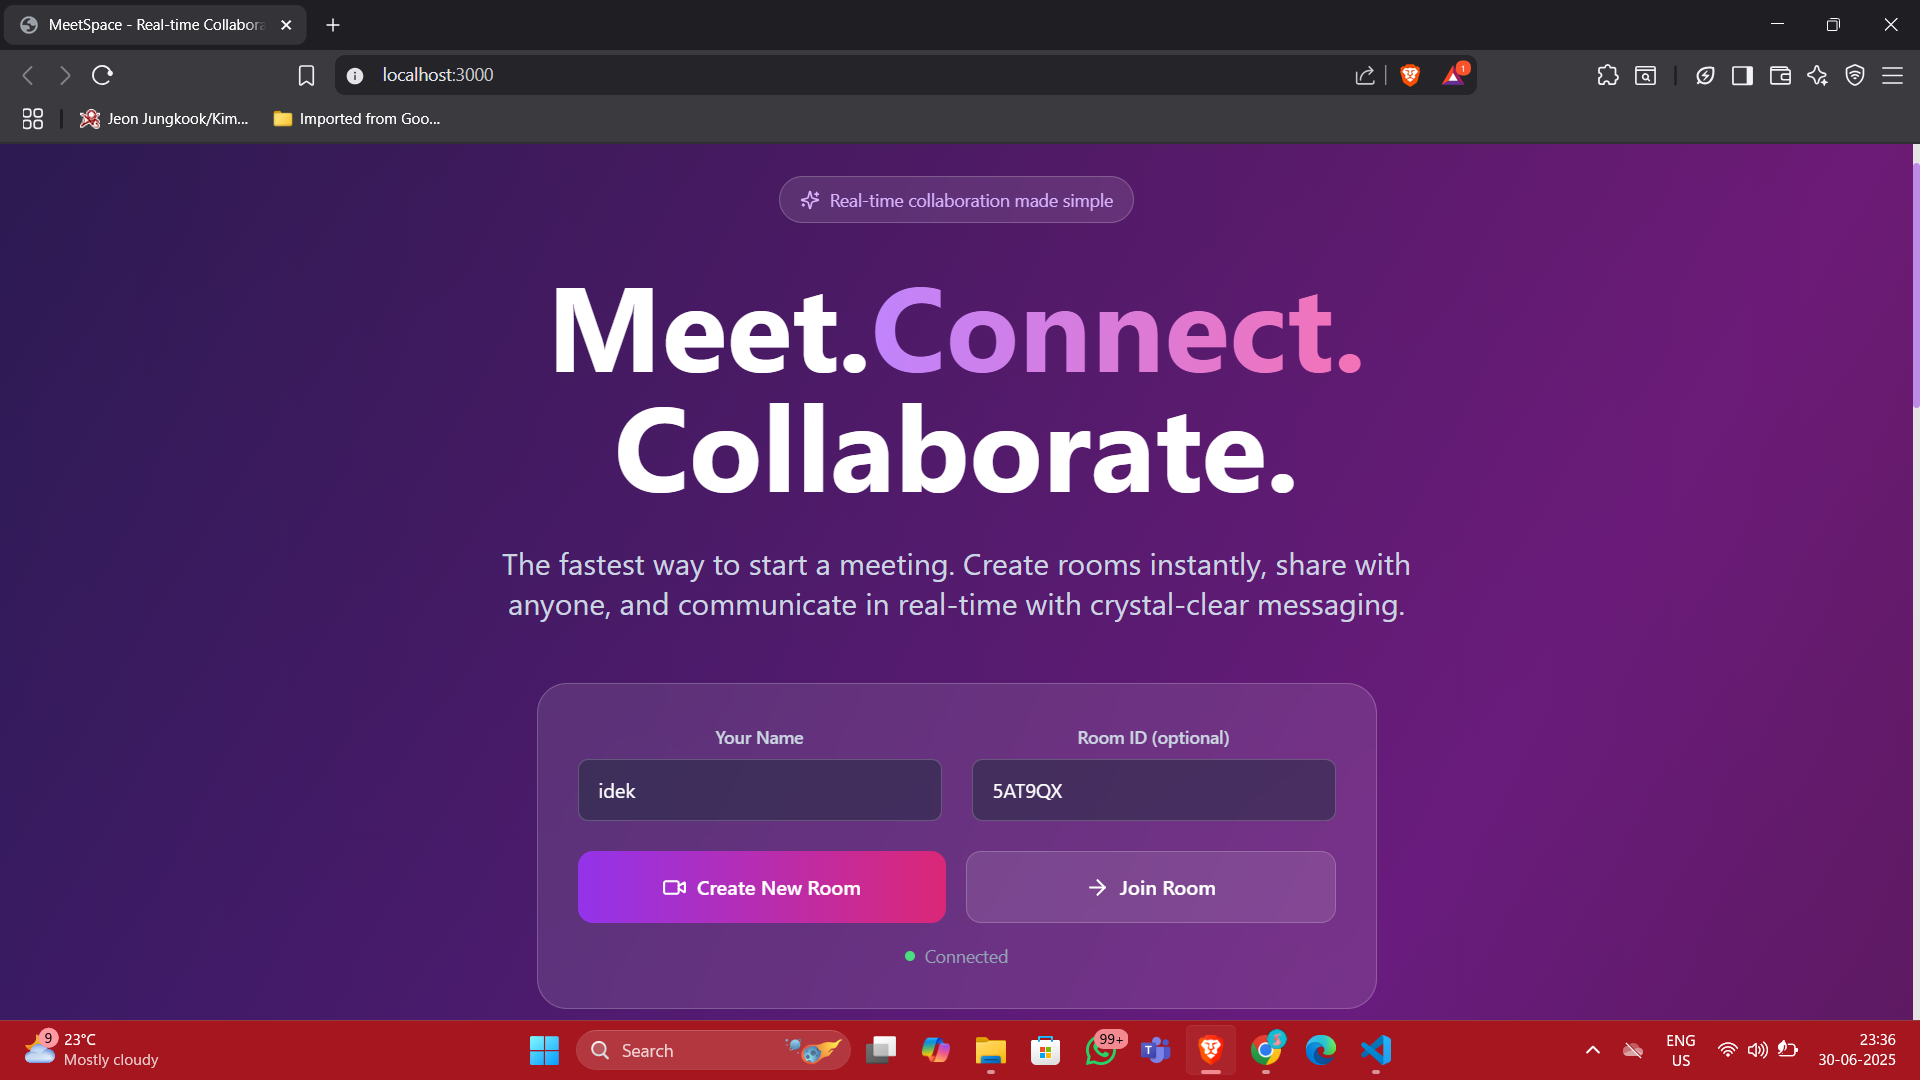 MeetSpace - Real-time Collabora
localhost:3000
1
Jeon Jungkook/Kim...
Imported from Goo...
Real-time collaboration made simple
Meet.Connect.
Collaborate.
The fastest way to start a meeting. Create rooms instantly, share with
anyone, and communicate in real-time with crystal-clear messaging.
Your Name
Room ID (optional)
idek
5AT9QX
Create New Room
Join Room
Connected
9
23°C
Mostly cloudy
Search
99+
ENG
US
23:36
30-06-2025